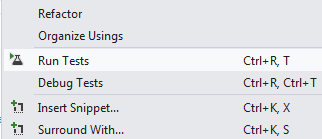 Refactor
Organize Usings
Run Tests Ctrl+R, T
Debug Tests Ctrl+R, Ctrl+T
Insert Snippet... Ctrl+K, X
Surround With... Ctrl+K, S